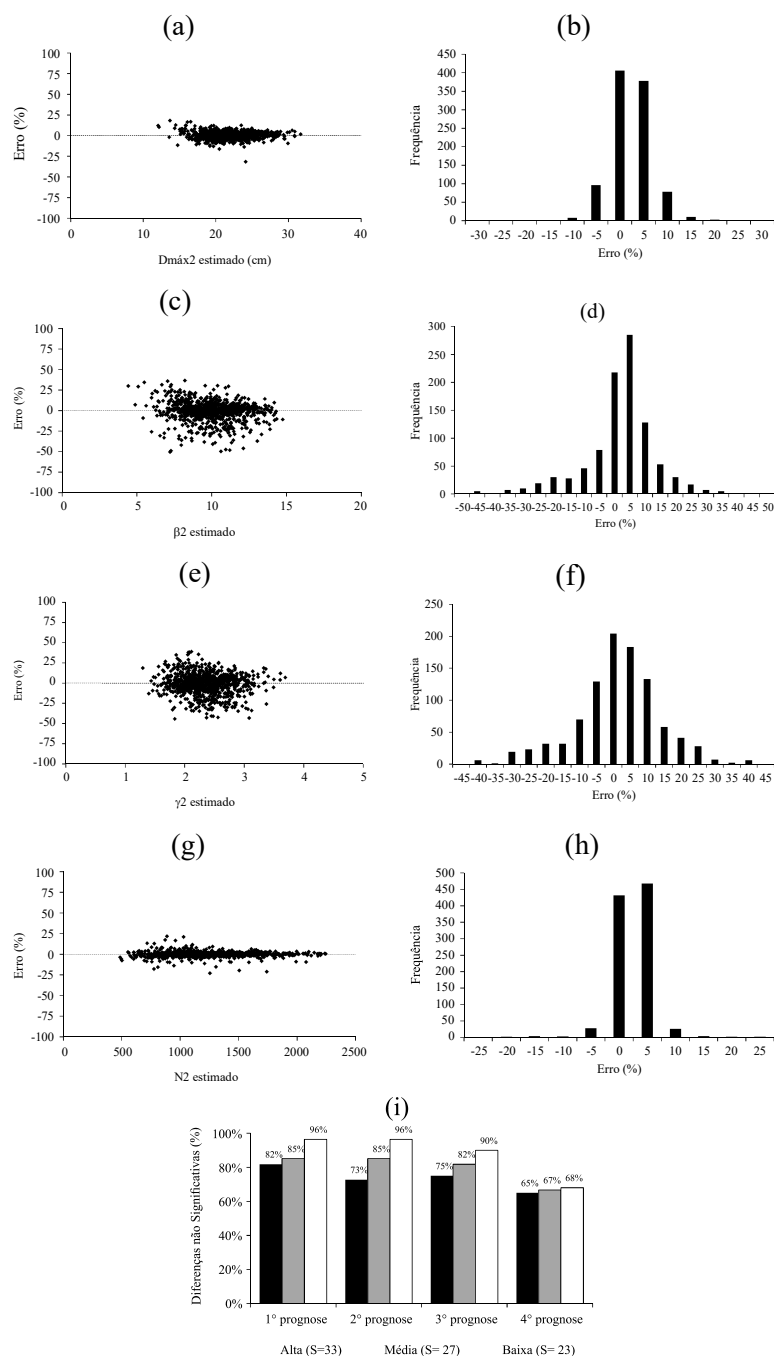 (a)
100
75
50
25
0
-25
-50
-75
-100
Erro (%)
0 10 20 30 40
Dmáx2 estimado (cm)
(b)
450
400
350
300
250
200
150
100
50
0
Frequência
-30 -25 -20 -15 -10 -5 0 5 10 15 20 25 30
Erro (%)
(c)
100
75
50
25
0
-25
-50
-75
-100
Erro (%)
0 5 10 15 20
β2 estimado
(d)
300
250
200
150
100
50
0
Frequência
-50 -45 -40 -35 -30 -25 -20 -15 -10 -5 0 5 10 15 20 25 30 35 40 45 50
Erro (%)
(e)
100
75
50
25
0
-25
-50
-75
-100
Erro (%)
0 1 2 3 4 5
γ2 estimado
(f)
250
200
150
100
50
0
Frequência
-45 -40 -35 -30 -25 -20 -15 -10 -5 0 5 10 15 20 25 30 35 40 45
Erro (%)
(g)
100
75
50
25
0
-25
-50
-75
-100
Erro (%)
0 500 1000 1500 2000 2500
N2 estimado
(h)
500
450
400
350
300
250
200
150
100
50
0
Frequência
-25 -20 -15 -10 -5 0 5 10 15 20 25
Erro (%)
(i)
100%
80%
60%
40%
20%
0%
Diferenças não Significativas (%)
82% 85% 96% 73% 85% 96% 75% 82% 90% 65% 67% 68%
1° prognose 2° prognose 3° prognose 4° prognose
Alta (S=33) Média (S= 27) Baixa (S= 23)